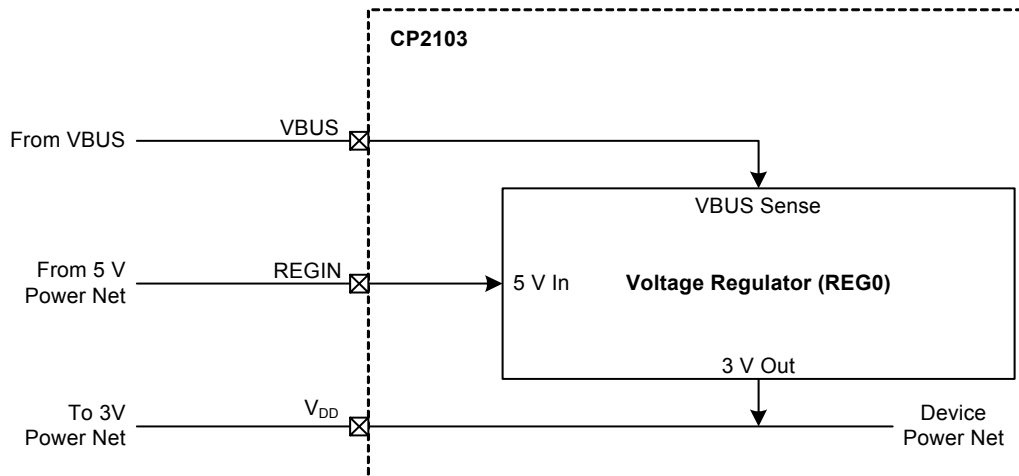 CP2103
From VBUS
VBUS
VBUS Sense
From 5 V
Power Net
REGIN
5 V In
Voltage Regulator (REG0)
3 V Out
To 3V
Power Net
VDD
Device
Power Net